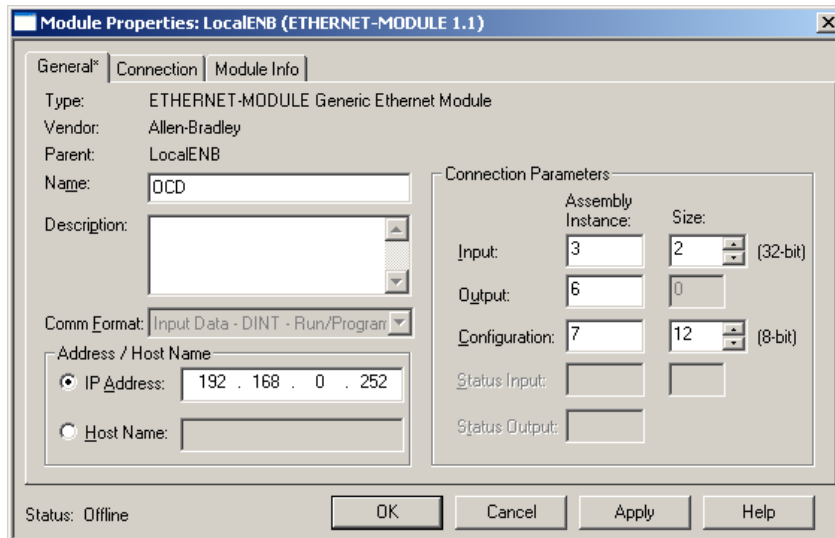 Module Properties: LocalENB (ETHERNET-MODULE 1.1)
General* Connection Module Info
Type: ETHERNET-MODULE Generic Ethernet Module
Vendor: Allen-Bradley
Parent: LocalENB
Name: OCD
Description:
Comm Format: Input Data - DINT - Run/Program
Address / Host Name
IP Address: 192 . 168 . 0 . 252
Host Name:
Connection Parameters
Assembly
Instance: Size:
Input: 3 2 (32-bit)
Output: 6 0
Configuration: 7 12 (8-bit)
Status Input:
Status Output:
Status: Offline
OK Cancel Apply Help